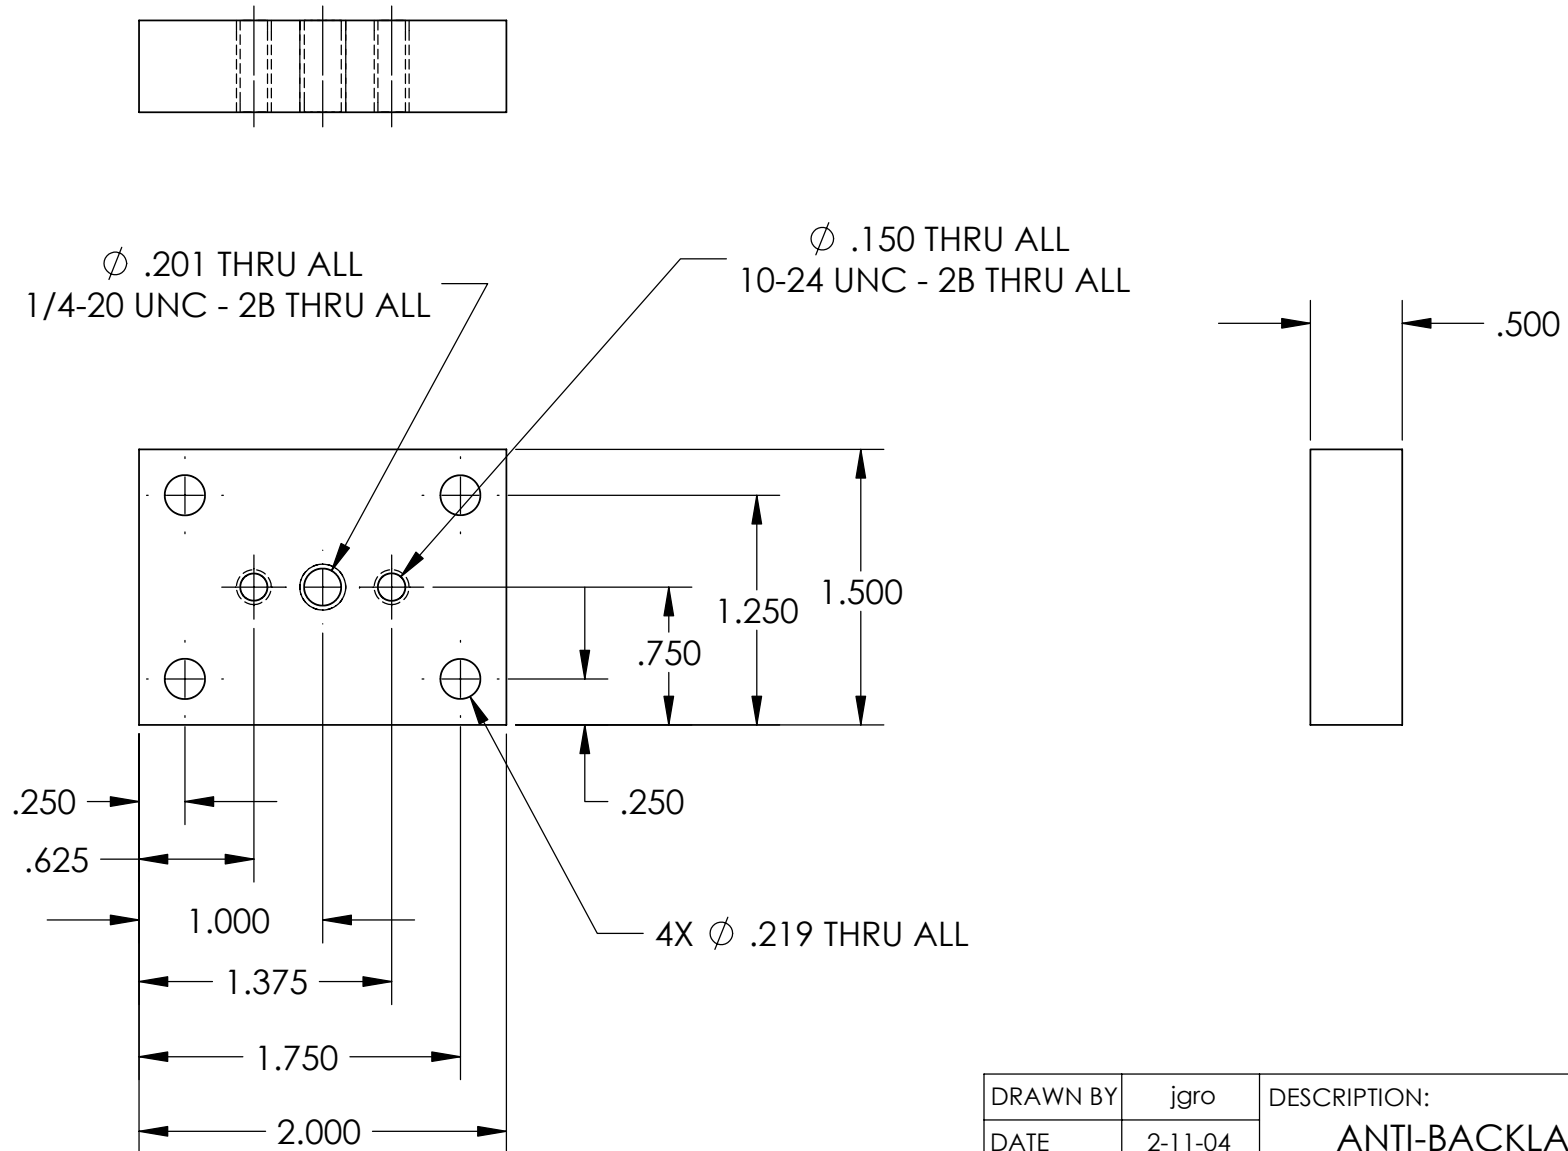 ⌀ .201 THRU ALL
1/4-20 UNC - 2B THRU ALL
⌀ .150 THRU ALL
10-24 UNC - 2B THRU ALL
.500
1.500
1.250
.750
.250
.250
.625
1.000
4X ⌀ .219 THRU ALL
1.375
1.750
2.000
DRAWN BY
jgro
DESCRIPTION:
DATE
2-11-04